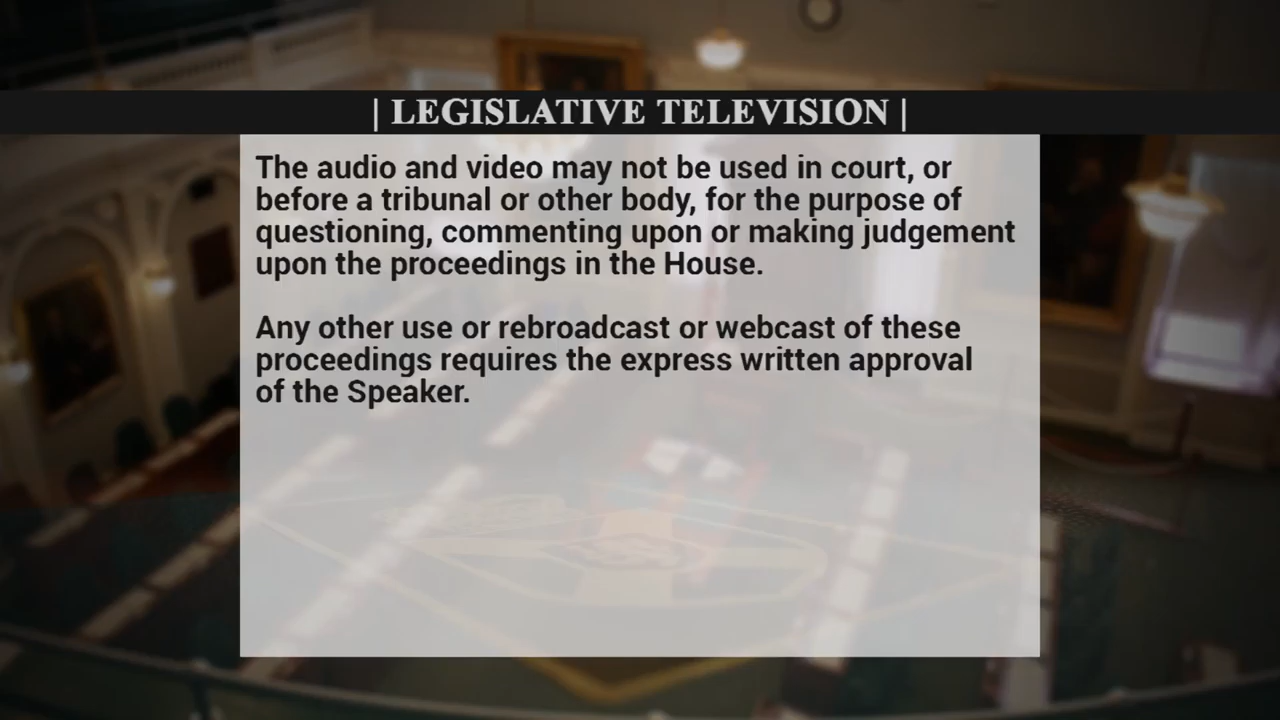 | LEGISLATIVE TELEVISION |
The audio and video may not be used in court, or
before a tribunal or other body, for the purpose of
questioning, commenting upon or making judgement
upon the proceedings in the House.
Any other use or rebroadcast or webcast of these
proceedings requires the express written approval
of the Speaker.